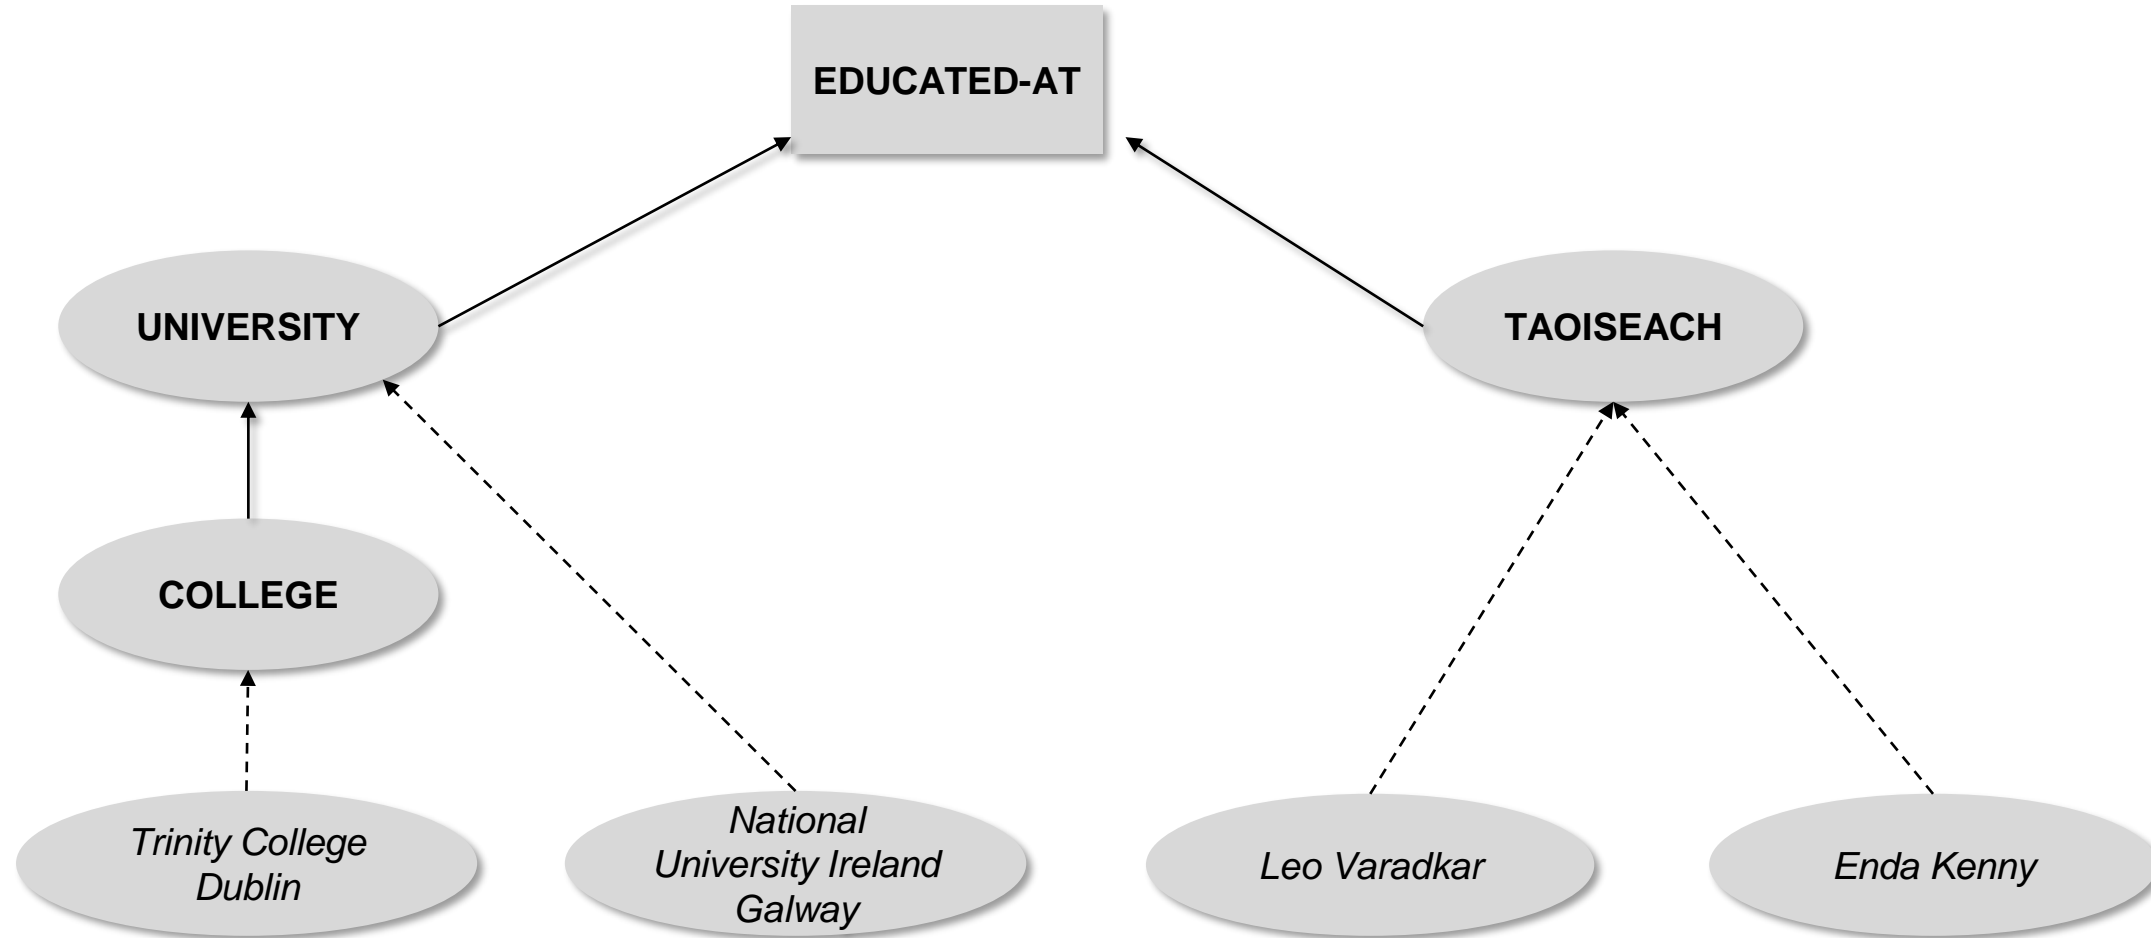 EDUCATED-AT
UNIVERSITY
TAOISEACH
COLLEGE
Trinity College
Dublin
National
University Ireland
Galway
Leo Varadkar
Enda Kenny